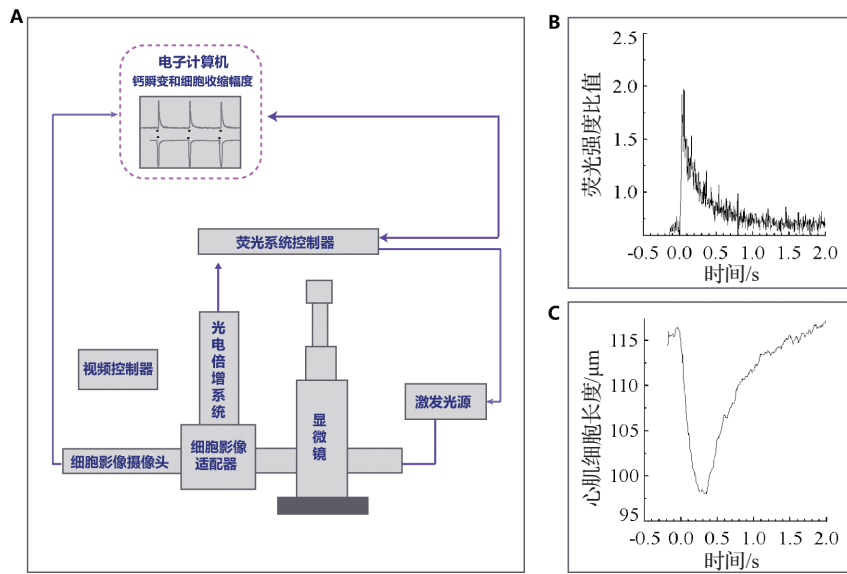 A
电子计算机
钙瞬变和细胞收缩幅度
荧光系统控制器
光电倍增系统
视频控制器
显微镜
激发光源
细胞影像摄像头
细胞影像
适配器
B
荧光强度比值
2.5
2.0
1.5
1.0
-0.5 0.0 0.5 1.0 1.5 2.0
时间/s
C
心肌细胞长度/μm
115
110
105
100
95
-0.5 0.0 0.5 1.0 1.5 2.0
时间/s